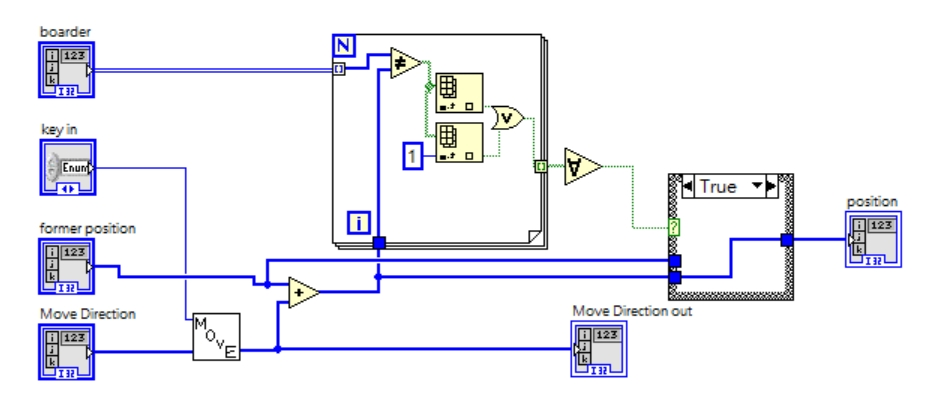 boarder
i 123
j
k
I32
N
key in
Enum
1
True
i
former position
i 123
j
k
I32
position
i 123
j
k
I32
Move Direction
i 123
j
k
I32
MOVE
Move Direction out
i 123
j
k
I32